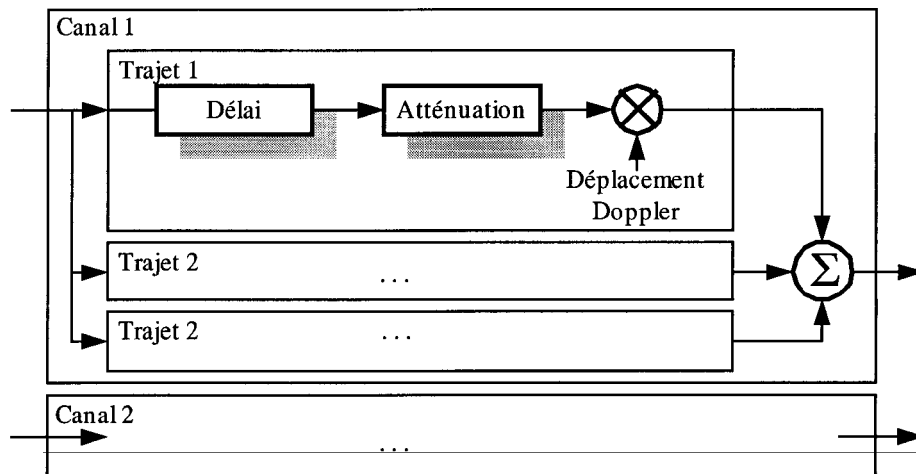 Canal 1
Trajet 1
Délai
Atténuation
Déplacement
Doppler
Trajet 2
...
Σ
Trajet 2
...
Canal 2
...